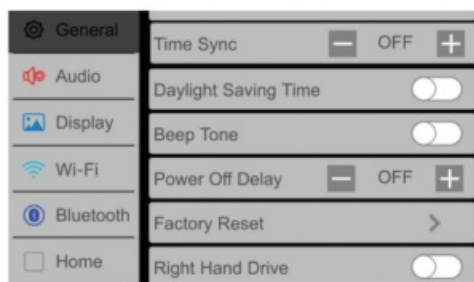 General
Audio
Display
Wi-Fi
Bluetooth
Home
Time Sync OFF
Daylight Saving Time
Beep Tone
Power Off Delay OFF
Factory Reset
Right Hand Drive